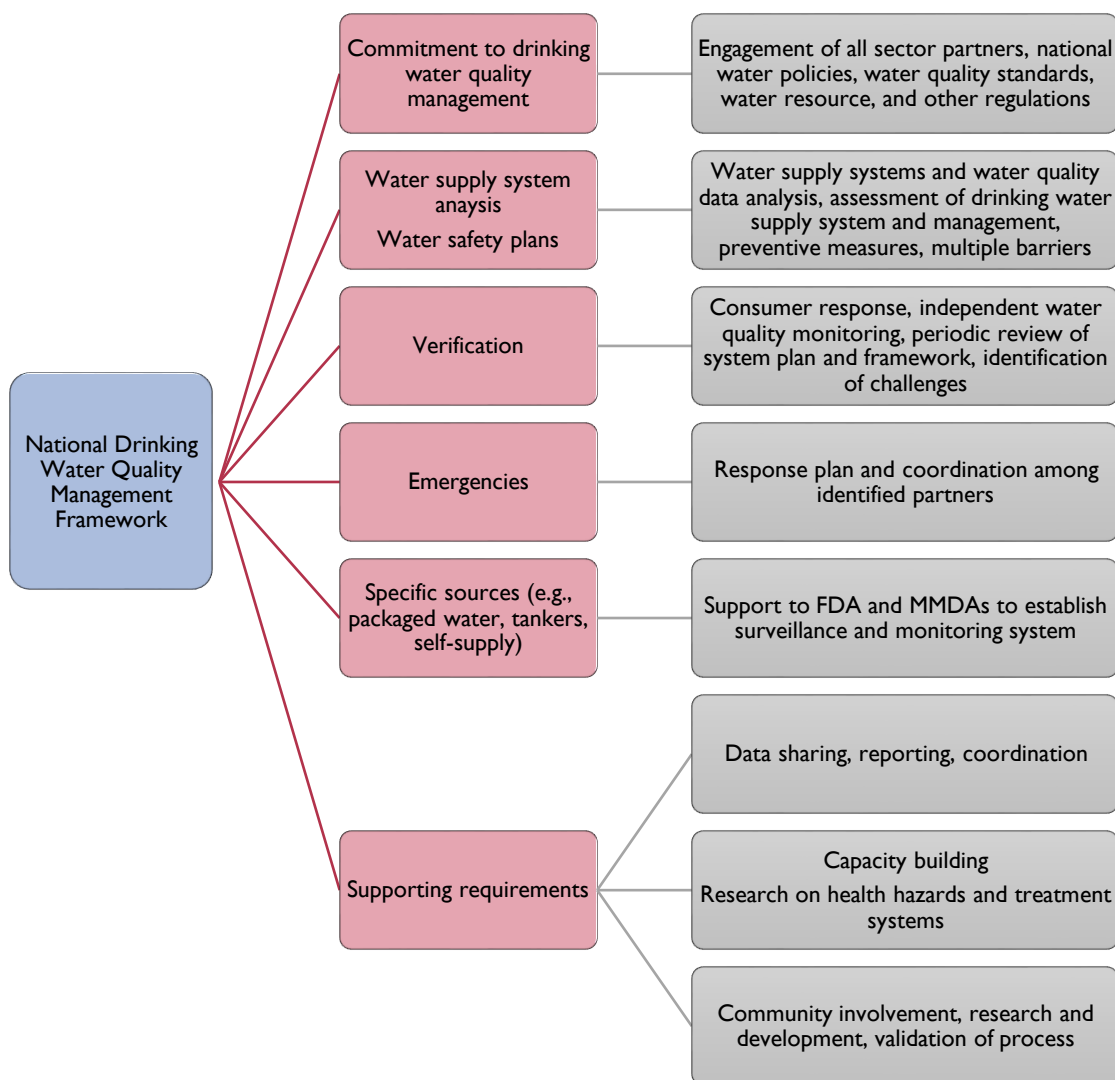 National Drinking
Water Quality
Management
Framework
Commitment to drinking
water quality
management
Engagement of all sector partners, national
water policies, water quality standards,
water resource, and other regulations
Water supply system
anaysis
Water safety plans
Water supply systems and water quality
data analysis, assessment of drinking water
supply system and management,
preventive measures, multiple barriers
Verification
Consumer response, independent water
quality monitoring, periodic review of
system plan and framework, identification
of challenges
Emergencies
Response plan and coordination among
identified partners
Specific sources (e.g.,
packaged water, tankers,
self-supply)
Support to FDA and MMDAs to establish
surveillance and monitoring system
Supporting requirements
Data sharing, reporting, coordination
Capacity building
Research on health hazards and treatment
systems
Community involvement, research and
development, validation of process